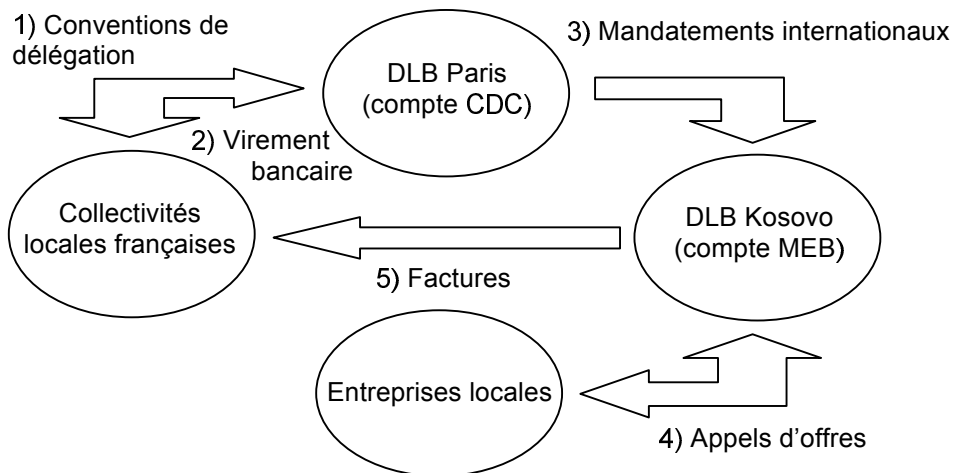 1) Conventions de
délégation
DLB Paris
(compte CDC)
3) Mandatements internationaux
2) Virement
bancaire
Collectivités
locales françaises
DLB Kosovo
(compte MEB)
5) Factures
Entreprises locales
4) Appels d’offres